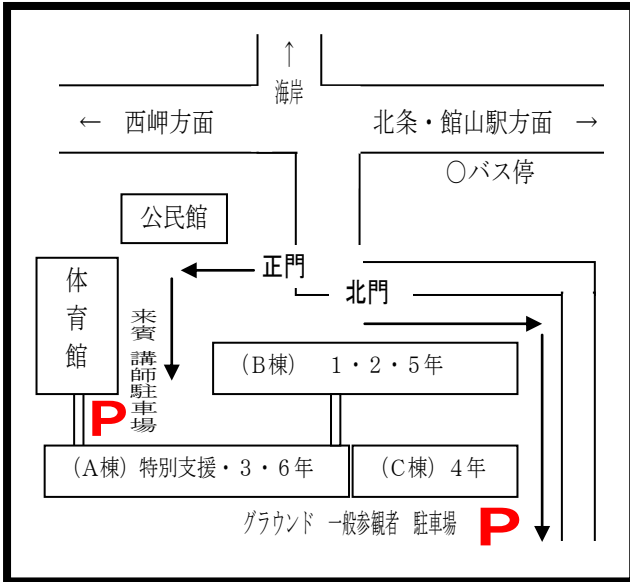 ↑
海岸
← 西岬方面
北条・館山駅方面 →
○バス停
公民館
正門
北門
体育館
来賓 講師駐車場
(B棟) 1・2・5年
P
(A棟) 特別支援・3・6年
(C棟) 4年
グラウンド 一般参観者 駐車場 P